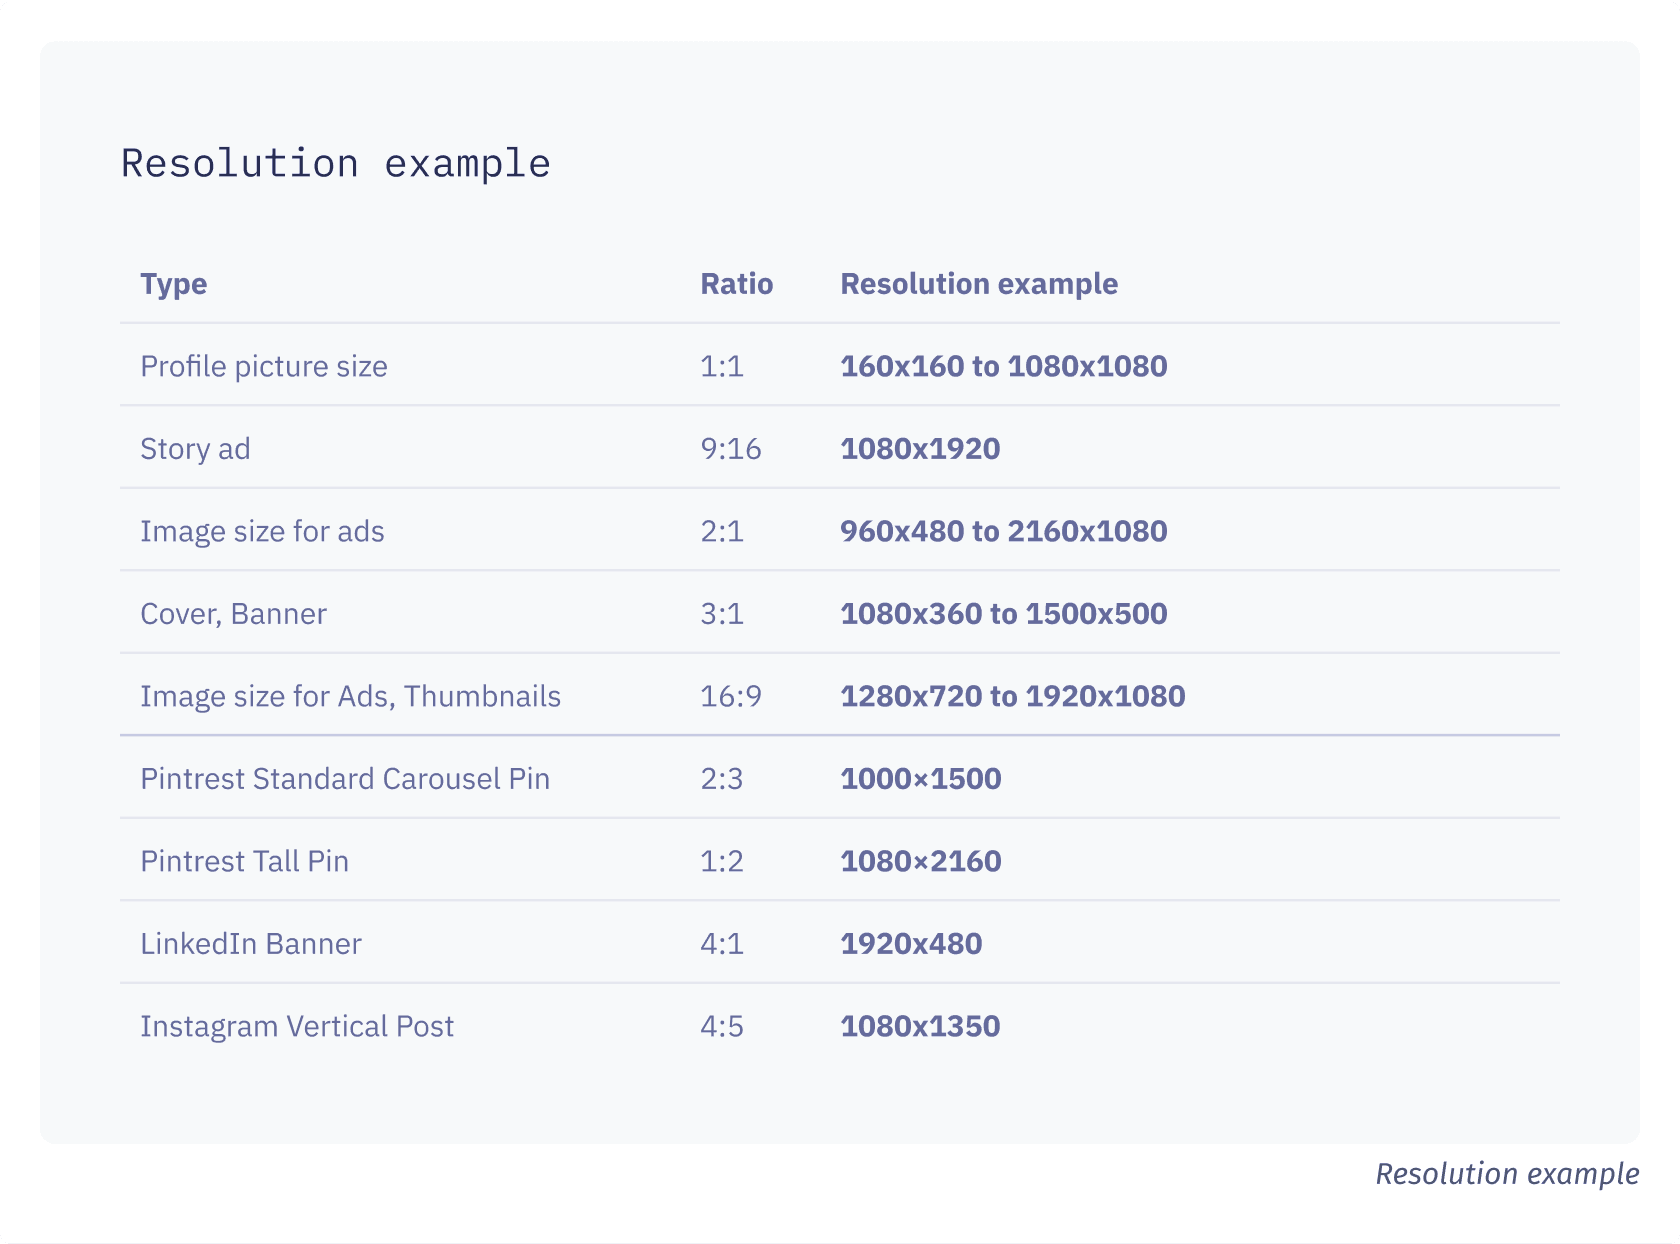 Resolution example
Type Ratio Resolution example
Profile picture size 1:1 160x160 to 1080x1080
Story ad 9:16 1080x1920
Image size for ads 2:1 960x480 to 2160x1080
Cover, Banner 3:1 1080x360 to 1500x500
Image size for Ads, Thumbnails 16:9 1280x720 to 1920x1080
Pintrest Standard Carousel Pin 2:3 1000×1500
Pintrest Tall Pin 1:2 1080×2160
LinkedIn Banner 4:1 1920x480
Instagram Vertical Post 4:5 1080x1350
Resolution example